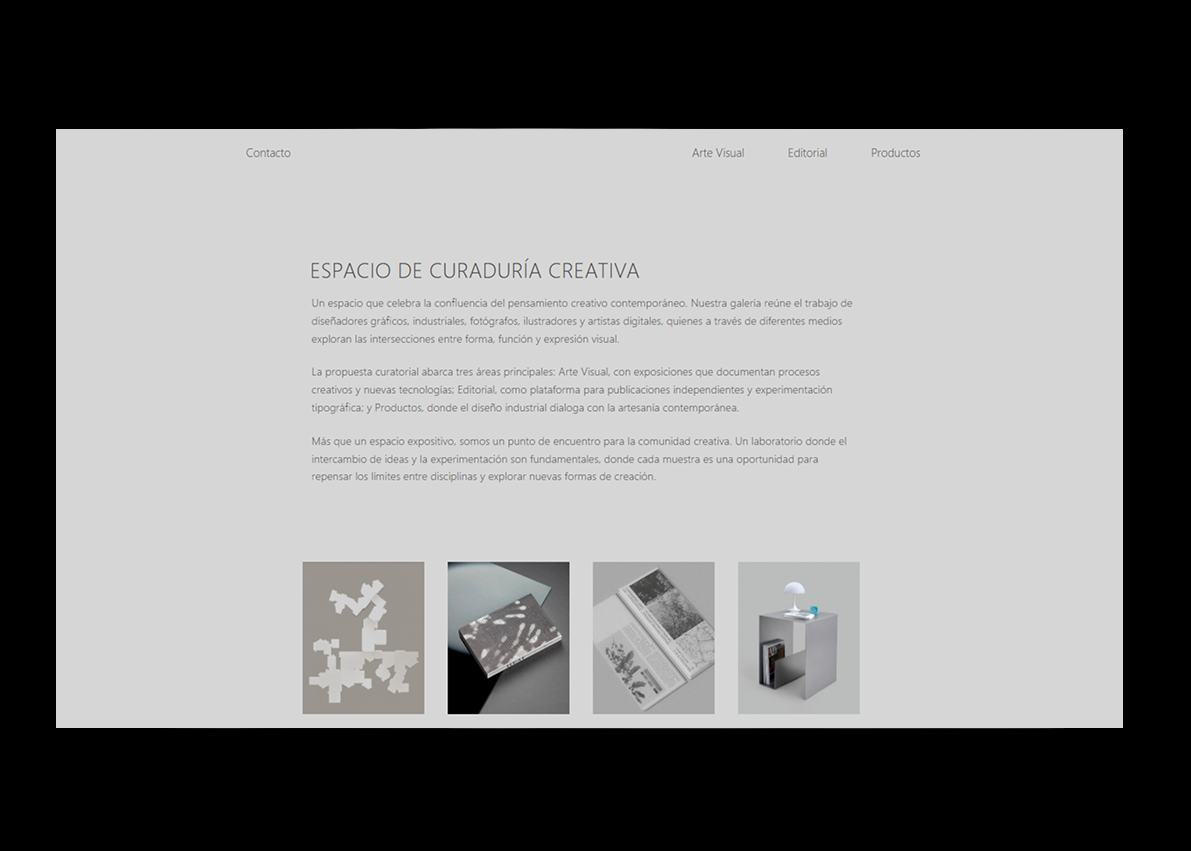 Contacto
Arte Visual
Editorial
Productos
ESPACIO DE CURADURÍA CREATIVA
Un espacio que celebra la confluencia del pensamiento creativo contemporáneo. Nuestra galería reúne el trabajo de
diseñadores gráficos, industriales, fotógrafos, ilustradores y artistas digitales, quienes a través de diferentes medios
exploran las intersecciones entre forma, función y expresión visual.
La propuesta curatorial abarca tres áreas principales: Arte Visual, con exposiciones que documentan procesos
creativos y nuevas tecnologías; Editorial, como plataforma para publicaciones independientes y experimentación
tipográfica; y Productos, donde el diseño industrial dialoga con la artesanía contemporánea.
Más que un espacio expositivo, somos un punto de encuentro para la comunidad creativa. Un laboratorio donde el
intercambio de ideas y la experimentación son fundamentales, donde cada muestra es una oportunidad para
repensar los límites entre disciplinas y explorar nuevas formas de creación.